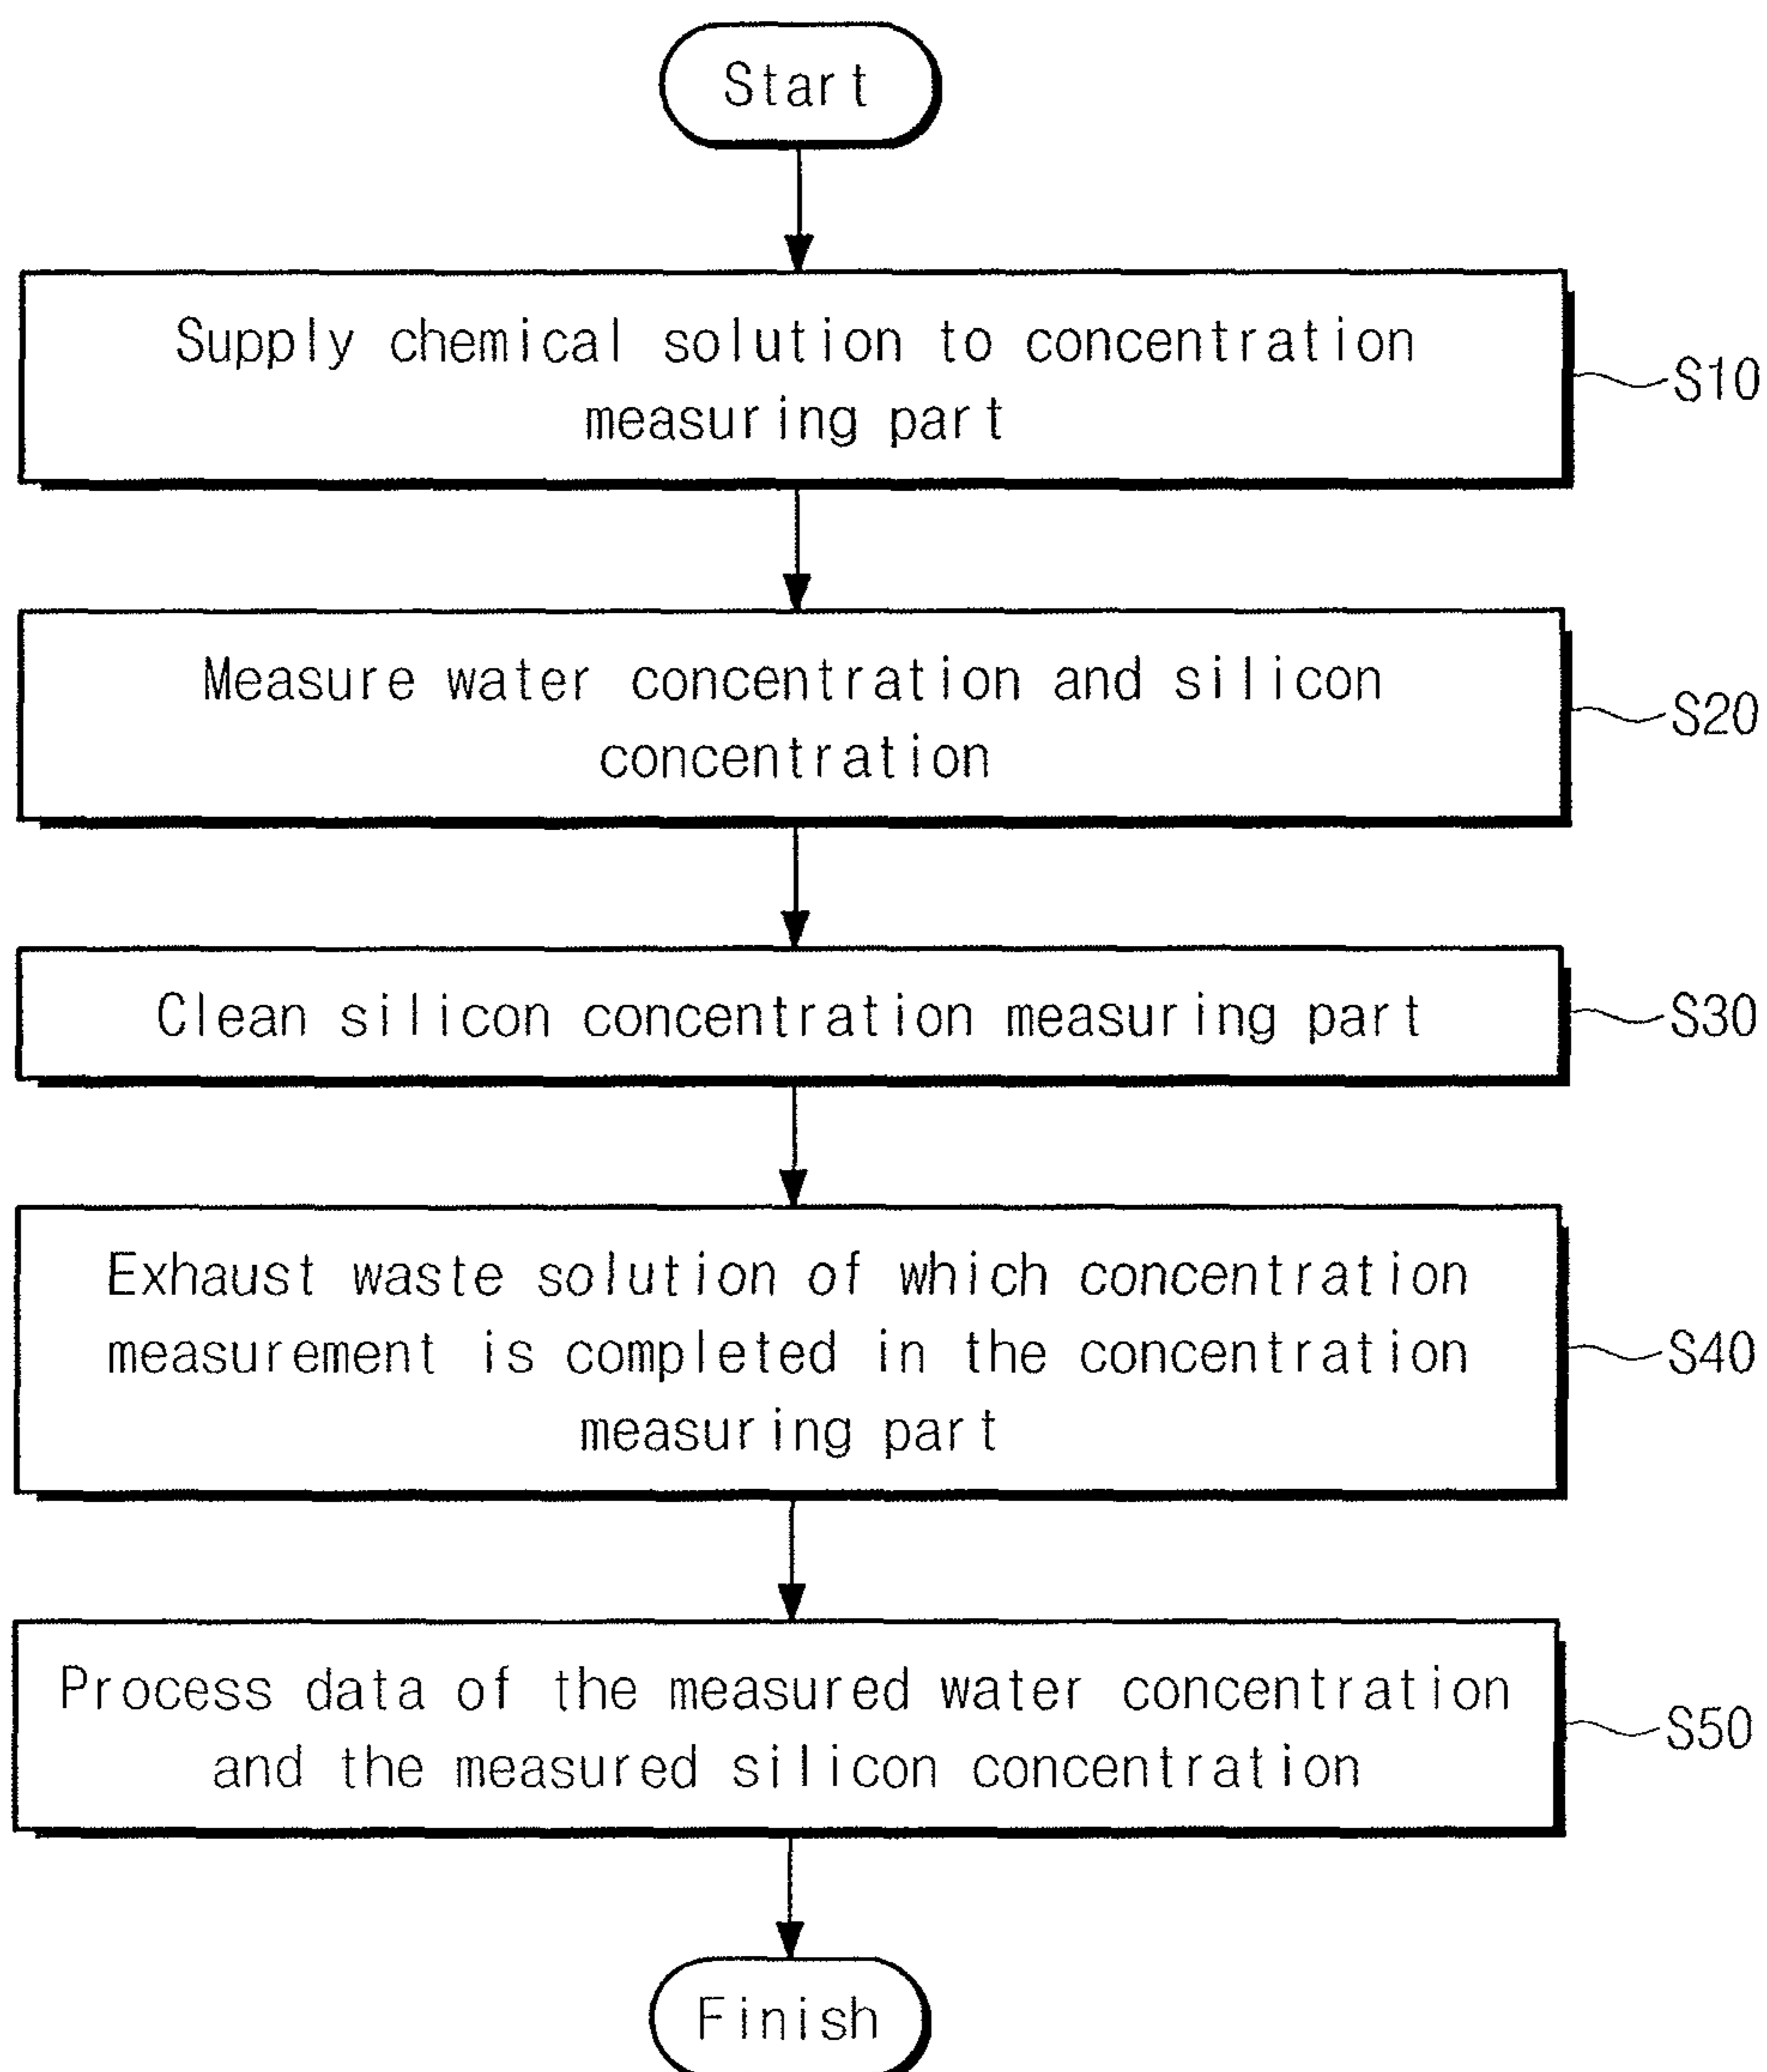 Start
Supply chemical solution to concentration
measuring part
S10
Measure water concentration and silicon
concentration
S20
Clean silicon concentration measuring part
S30
Exhaust waste solution of which concentration
measurement is completed in the concentration
measuring part
S40
Process data of the measured water concentration
and the measured silicon concentration
S50
Finish